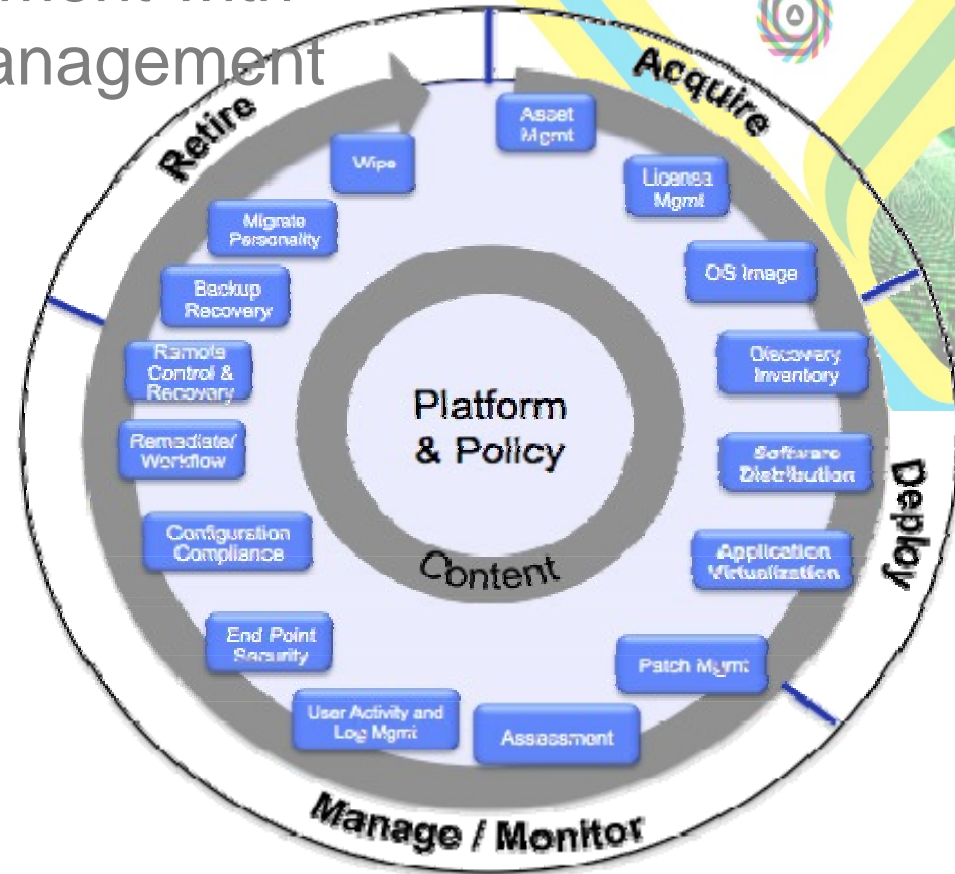 ment with
anagement
Acquire
Asset
Mgmt
License
Mgmt
OS Image
Discovery
Inventory
Deploy
Software
Distribution
Application
Virtualization
Patch Mgmt
Manage / Monitor
Assessment
User Activity and
Log Mgmt
End Point
Security
Configuration
Compliance
Remediate/
Workflow
Remote
Control &
Recovery
Backup
Recovery
Retire
Migrate
Personality
Wipe
Platform
& Policy
Content